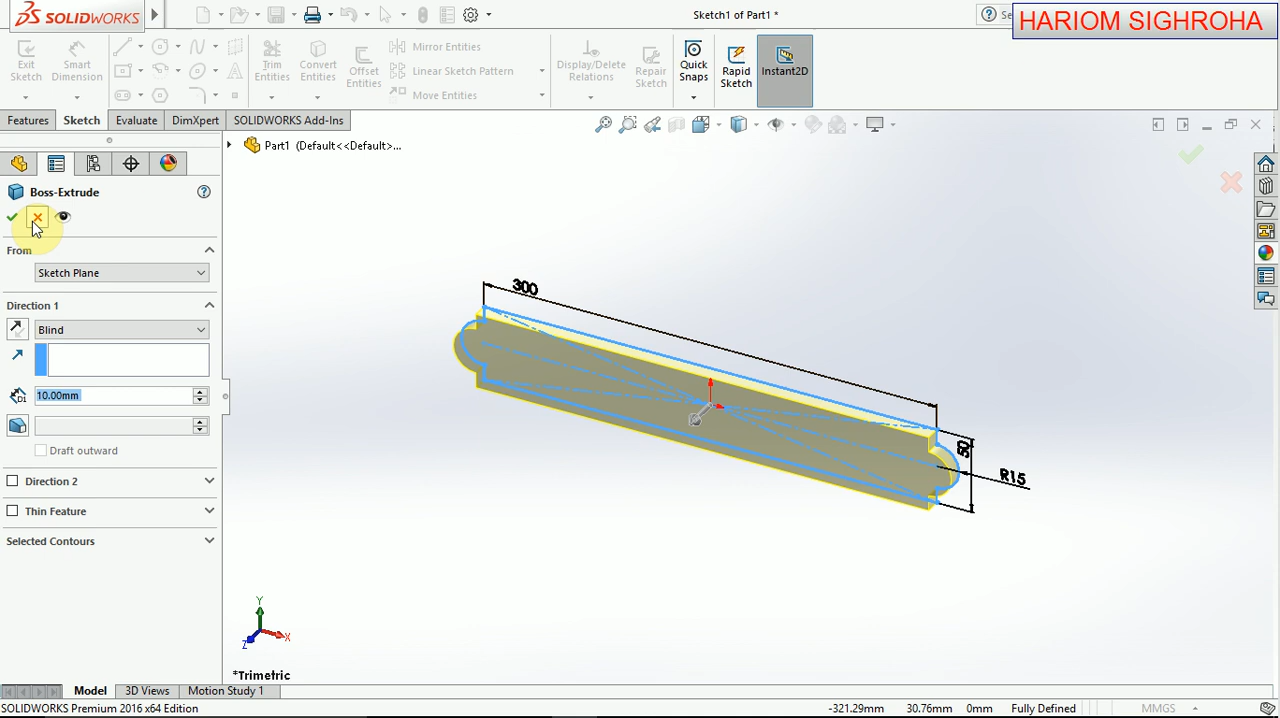 SOLIDWORKS
Sketch1 of Part1 *
Se
HARIOM SIGHROHA
Exit Sketch
Smart Dimension
Trim Entities
Convert Entities
Offset Entities
Mirror Entities
Linear Sketch Pattern
Move Entities
Display/Delete Relations
Repair Sketch
Quick Snaps
Rapid Sketch
Instant2D
Features
Sketch
Evaluate
DimXpert
SOLIDWORKS Add-Ins
Part1 (Default<<Default>...
Boss-Extrude
From
Sketch Plane
Direction 1
Blind
10.00mm
Draft outward
Direction 2
Thin Feature
Selected Contours
300
50
R15
Y
X
Z
*Trimetric
Model
3D Views
Motion Study 1
SOLIDWORKS Premium 2016 x64 Edition
-321.29mm
30.76mm
0mm
Fully Defined
MMGS